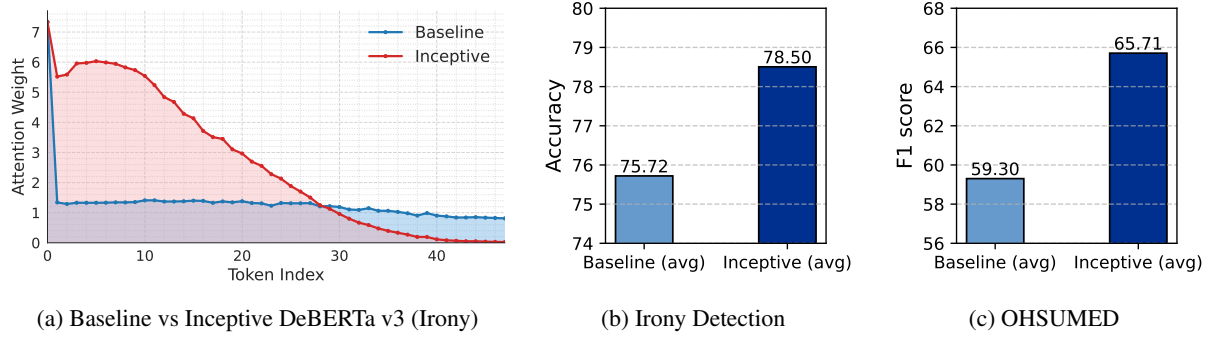 7
6
5
4
3
2
1
0
Attention Weight
Baseline
Inceptive
0 10 20 30 40
Token Index
(a) Baseline vs Inceptive DeBERTa v3 (Irony)
80
79
78
77
76
75
74
Accuracy
75.72
78.50
Baseline (avg) Inceptive (avg)
(b) Irony Detection
68
66
64
62
60
58
56
F1 score
59.30
65.71
Baseline (avg) Inceptive (avg)
(c) OHSUMED